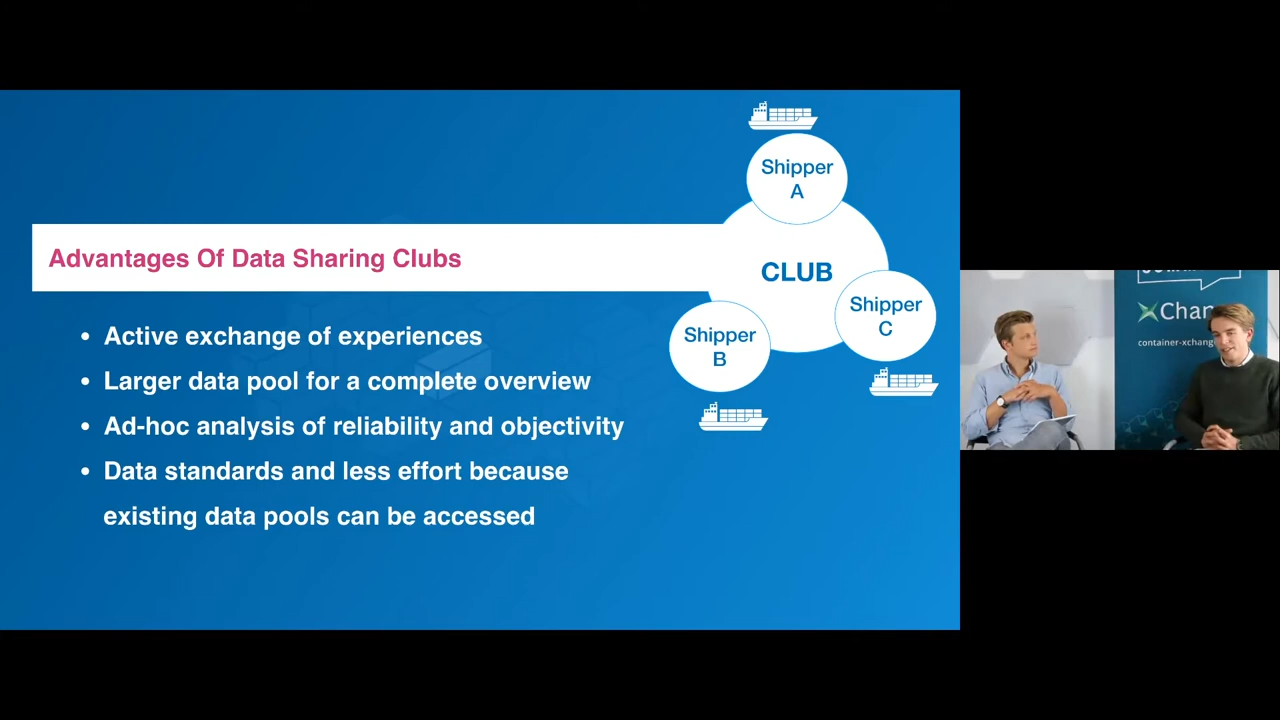 Shipper
A
Advantages Of Data Sharing Clubs
CLUB
Shipper
C
Shipper
B
• Active exchange of experiences
• Larger data pool for a complete overview
• Ad-hoc analysis of reliability and objectivity
• Data standards and less effort because
existing data pools can be accessed
XChan
container-xchang